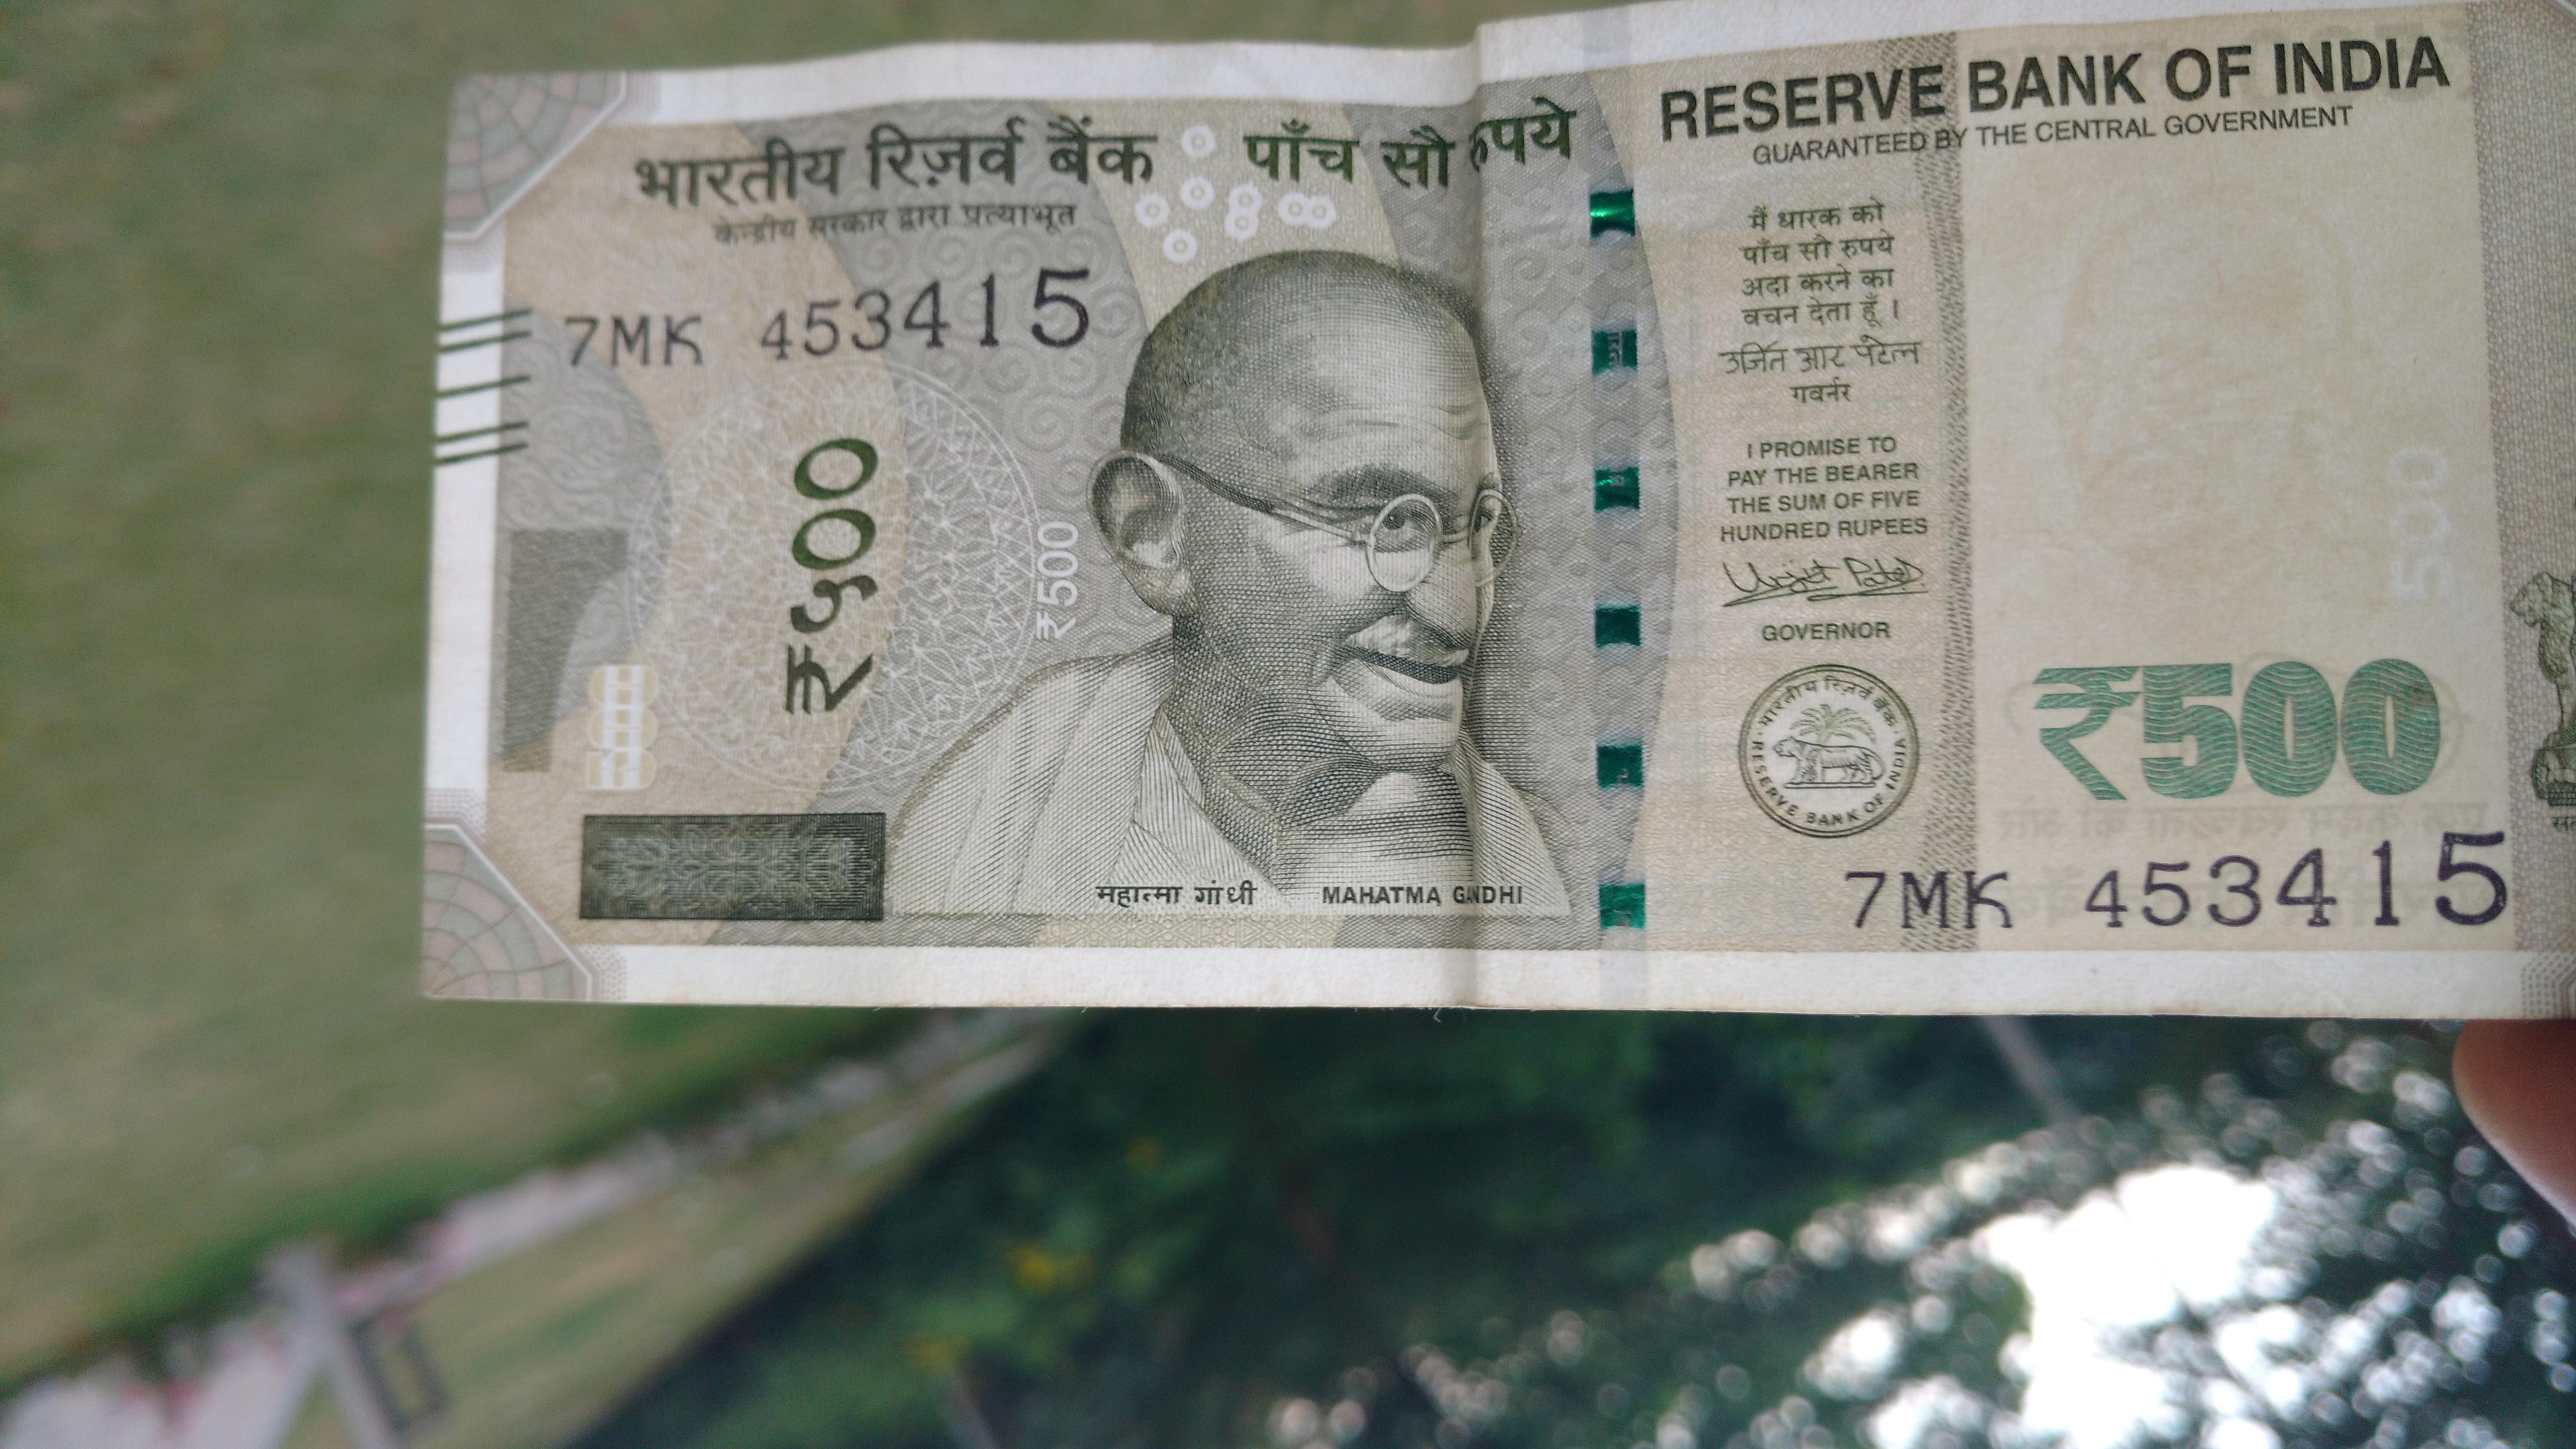 भारतीय रिज़र्व बैंक
केन्द्रीय सरकार द्वारा प्रत्याभूत
पाँच सौ रुपये
7MK 453415
₹५००
₹500
महात्मा गांधी MAHATMA GANDHI
RESERVE BANK OF INDIA
GUARANTEED BY THE CENTRAL GOVERNMENT
मैं धारक को
पाँच सौ रुपये
अदा करने का
वचन देता हूँ ।
उर्जित आर पटेल
गवर्नर
I PROMISE TO
PAY THE BEARER
THE SUM OF FIVE
HUNDRED RUPEES
Urjit Patel
GOVERNOR
भारतीय रिज़र्व बैंक
RESERVE BANK OF INDIA
500
₹500
7MK 453415